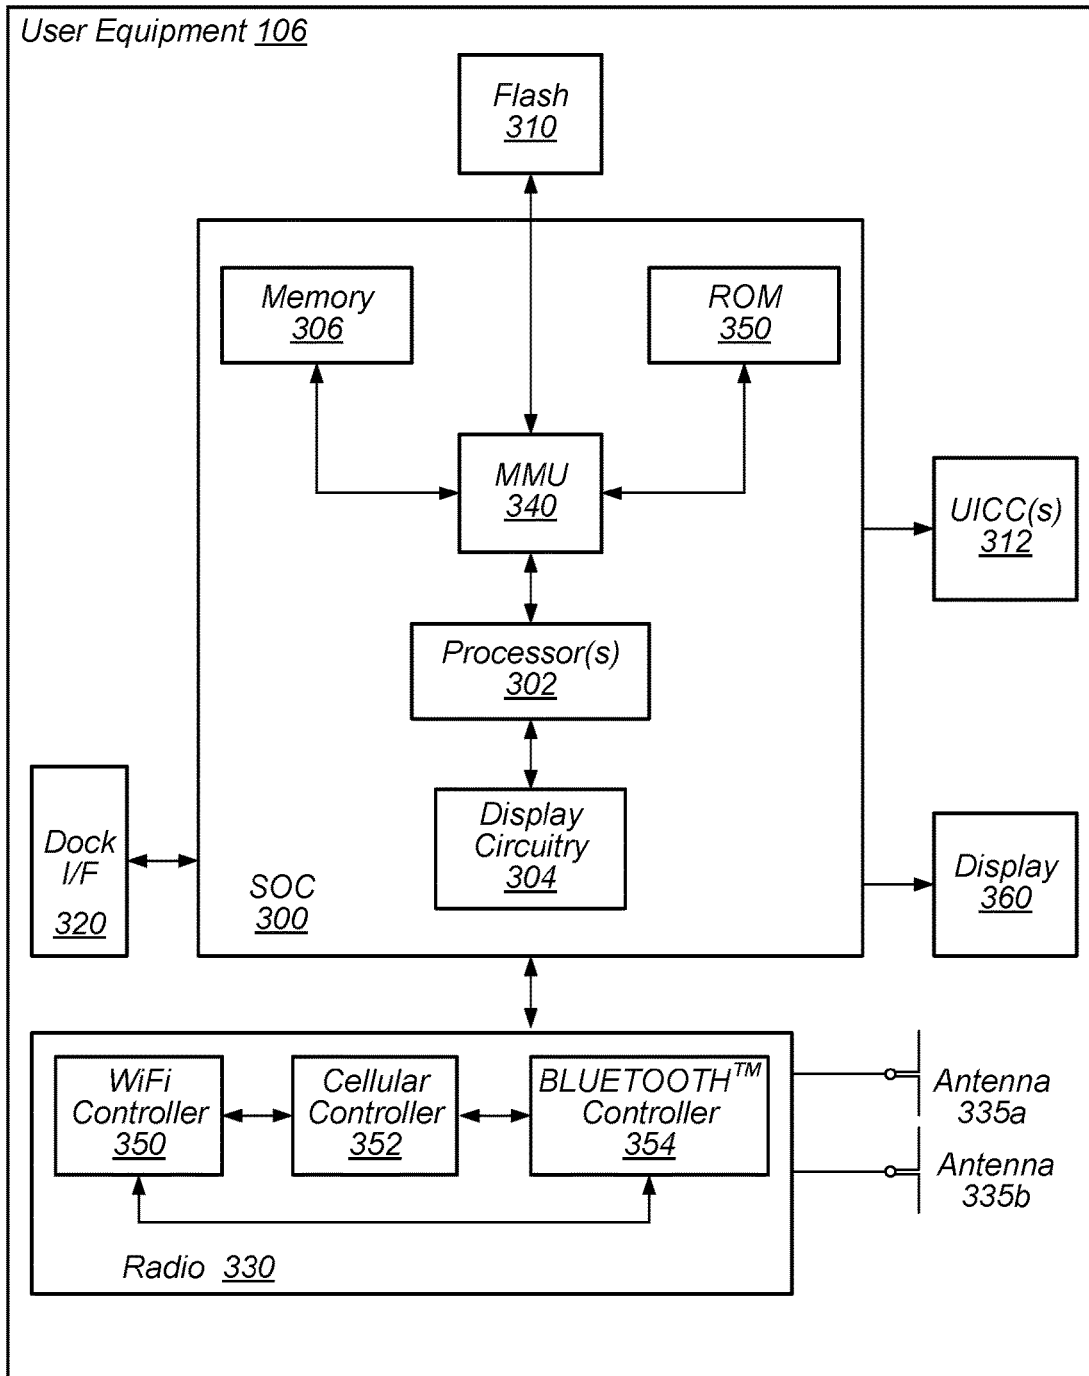 User Equipment 106
Flash
310
Memory
306
ROM
350
MMU
340
UICC(s)
312
Processor(s)
302
Display
Circuitry
304
Dock
I/F
320
SOC
300
Display
360
WiFi
Controller
350
Cellular
Controller
352
BLUETOOTH™
Controller
354
Antenna
335a
Antenna
335b
Radio 330